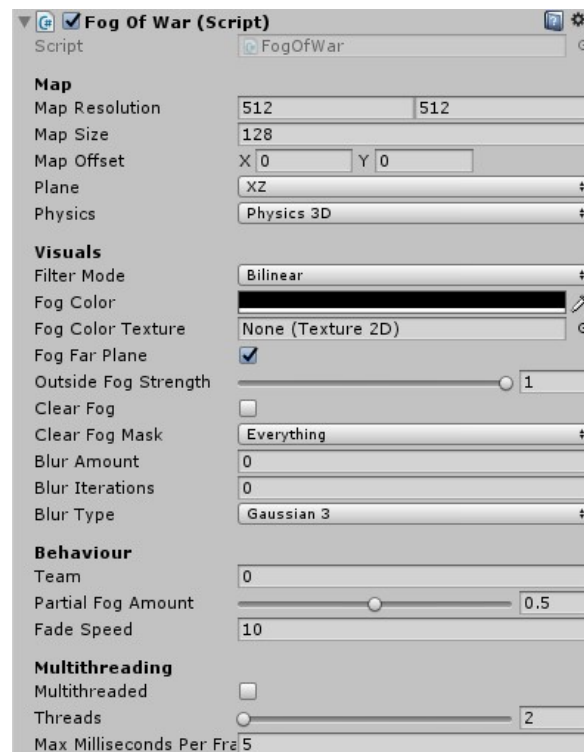 Fog Of War (Script)
Script FogOfWar
Map
Map Resolution 512 512
Map Size 128
Map Offset X 0 Y 0
Plane XZ
Physics Physics 3D
Visuals
Filter Mode Bilinear
Fog Color
Fog Color Texture None (Texture 2D)
Fog Far Plane
Outside Fog Strength 1
Clear Fog
Clear Fog Mask Everything
Blur Amount 0
Blur Iterations 0
Blur Type Gaussian 3
Behaviour
Team 0
Partial Fog Amount 0.5
Fade Speed 10
Multithreading
Multithreaded
Threads 2
Max Milliseconds Per Fra 5